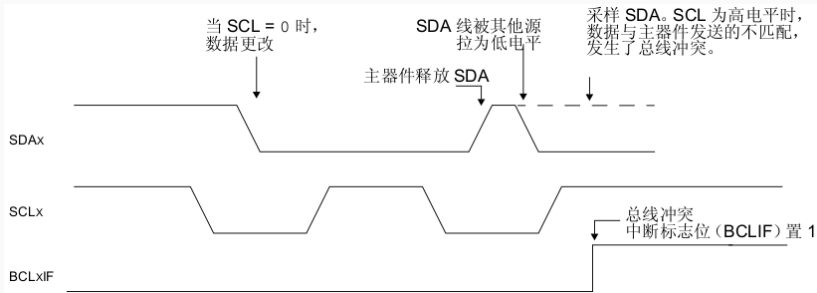 当 SCL = 0 时，
数据更改
SDA 线被其他源
拉为低电平
采样 SDA。SCL 为高电平时，
数据与主器件发送的不匹配，
发生了总线冲突。
主器件释放 SDA
SDAx
SCLx
总线冲突
中断标志位（BCLIF）置 1
BCLxIF